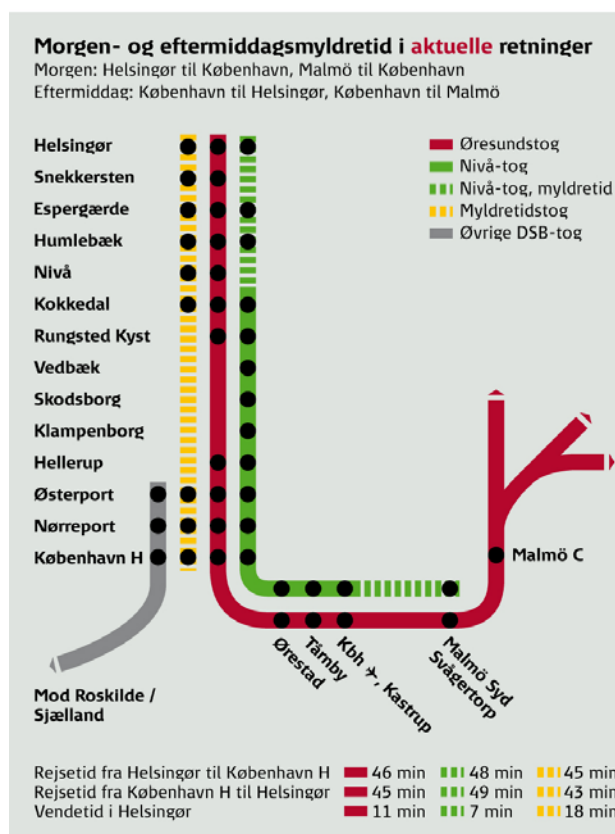 Morgen- og eftermiddagsmyldretid i aktuelle retninger
Morgen: Helsingør til København, Malmö til København
Eftermiddag: København til Helsingør, København til Malmö
Helsingør
Snekkersten
Espergærde
Humlebæk
Nivå
Kokkedal
Rungsted Kyst
Vedbæk
Skodsborg
Klampenborg
Hellerup
Østerport
Nørreport
København H
Øresundstog
Nivå-tog
Nivå-tog, myldretid
Myldretidstog
Øvrige DSB-tog
Malmö C
Ørestad
Tårnby
Kbh ✈, Kastrup
Malmö Syd
Svågertorp
Mod Roskilde /
Sjælland
Rejsetid fra Helsingør til København H 46 min 48 min 45 min
Rejsetid fra København H til Helsingør 45 min 49 min 43 min
Vendetid i Helsingør 11 min 7 min 18 min